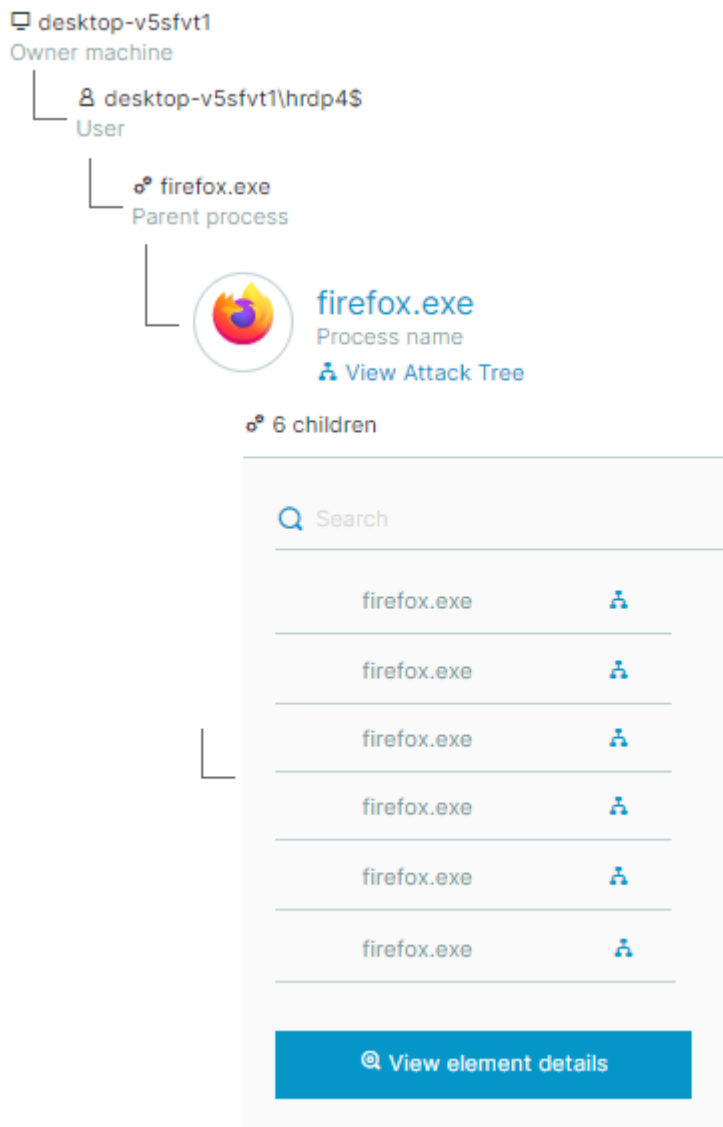 desktop-v5sfvt1
Owner machine
desktop-v5sfvt1\hrdp4$
User
firefox.exe
Parent process
firefox.exe
Process name
View Attack Tree
6 children
Search
firefox.exe
firefox.exe
firefox.exe
firefox.exe
firefox.exe
firefox.exe
View element details